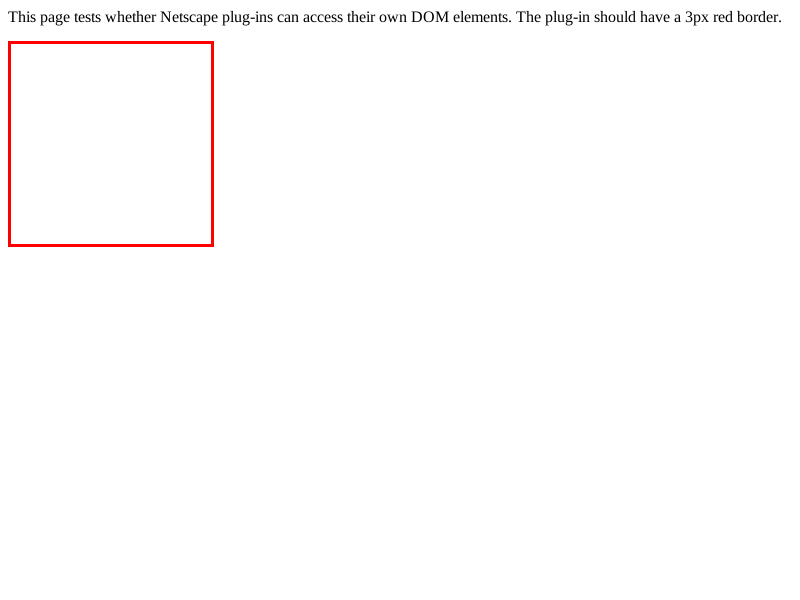 This page tests whether Netscape plug-ins can access their own DOM elements. The plug-in should have a 3px red border.